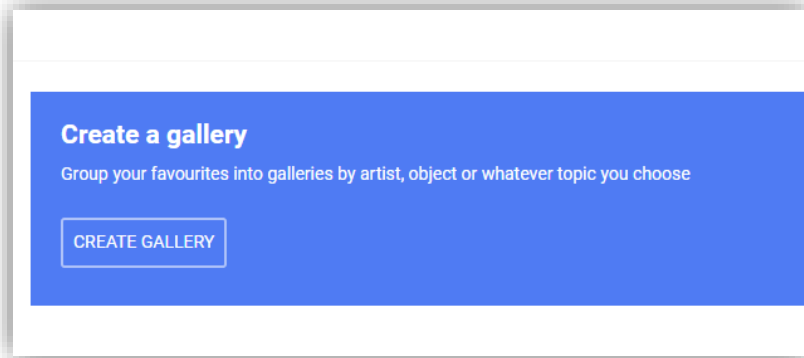 Create a gallery
Group your favourites into galleries by artist, object or whatever topic you choose
CREATE GALLERY